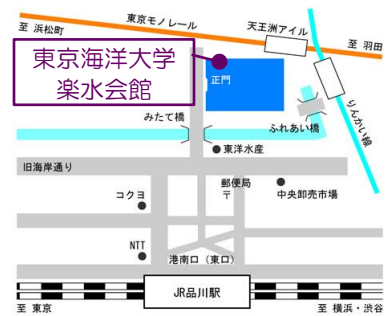 東京モノレール
天王洲アイル
至 浜松町
至 羽田
東京海洋大学
楽水会館
正門
みたて橋
ふれあい橋
りんかい線
東洋水産
旧海岸通り
郵便局
〒
コクヨ
中央卸売市場
NTT
港南口（東口）
JR品川駅
至 東京
至 横浜・渋谷